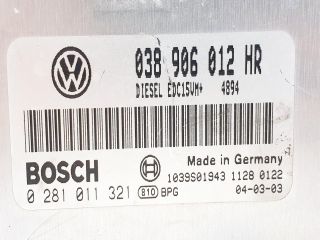 038 906 012 HR
DIESEL EDC15VM+ 4894
BOSCH
Made in Germany
1039S01943 1128 0122
0 281 011 321 810 BPG 04-03-03